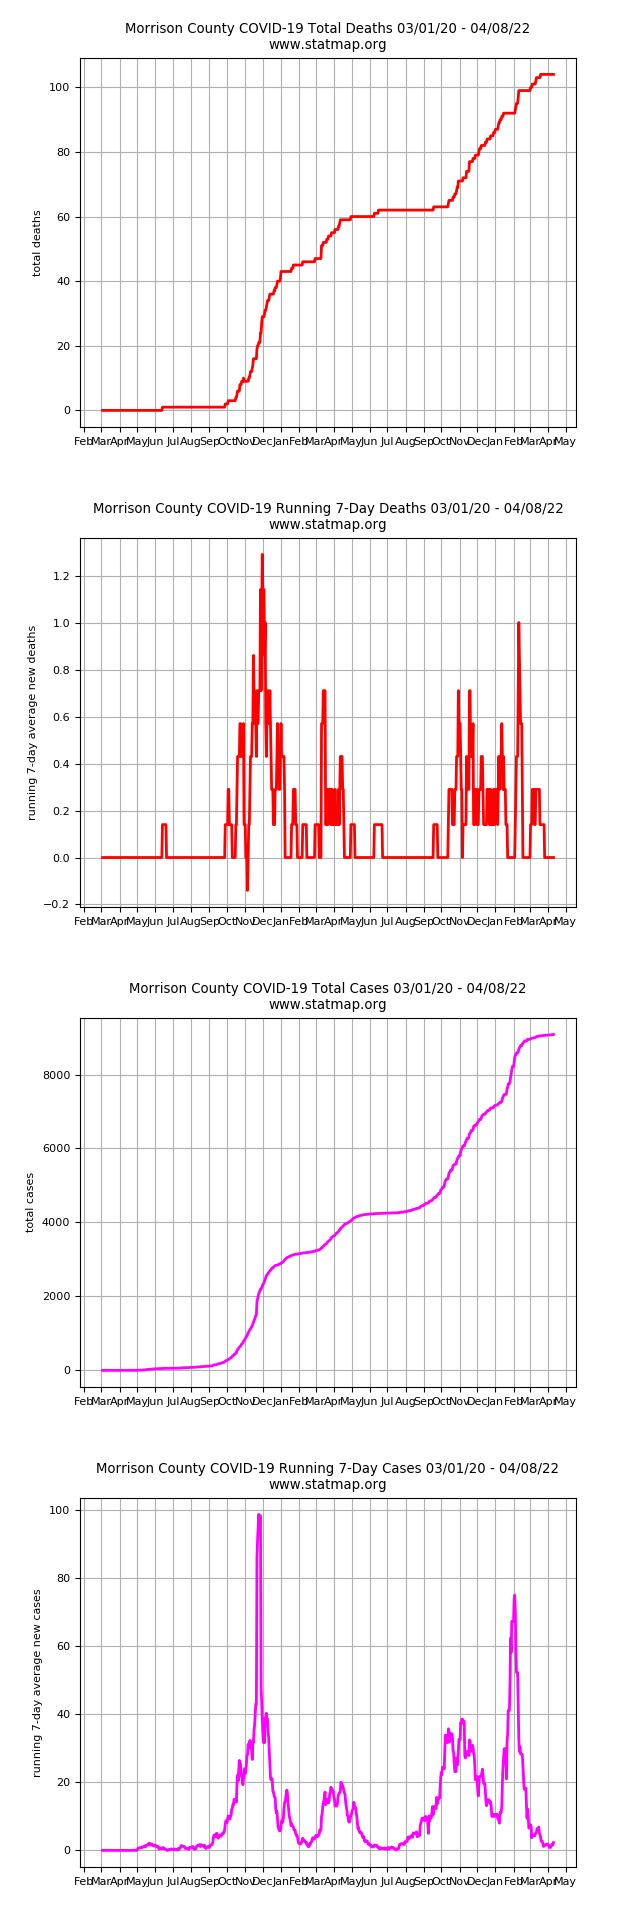 Morrison County COVID-19 Total Deaths 03/01/20 - 04/08/22
www.statmap.org
total deaths
100
80
60
40
20
0
Feb Mar Apr May Jun Jul Aug Sep Oct Nov Dec Jan Feb Mar Apr May Jun Jul Aug Sep Oct Nov Dec Jan Feb Mar Apr May
Morrison County COVID-19 Running 7-Day Deaths 03/01/20 - 04/08/22
www.statmap.org
running 7-day average new deaths
1.2
1.0
0.8
0.6
0.4
0.2
0.0
−0.2
Feb Mar Apr May Jun Jul Aug Sep Oct Nov Dec Jan Feb Mar Apr May Jun Jul Aug Sep Oct Nov Dec Jan Feb Mar Apr May
Morrison County COVID-19 Total Cases 03/01/20 - 04/08/22
www.statmap.org
total cases
8000
6000
4000
2000
0
Feb Mar Apr May Jun Jul Aug Sep Oct Nov Dec Jan Feb Mar Apr May Jun Jul Aug Sep Oct Nov Dec Jan Feb Mar Apr May
Morrison County COVID-19 Running 7-Day Cases 03/01/20 - 04/08/22
www.statmap.org
running 7-day average new cases
100
80
60
40
20
0
Feb Mar Apr May Jun Jul Aug Sep Oct Nov Dec Jan Feb Mar Apr May Jun Jul Aug Sep Oct Nov Dec Jan Feb Mar Apr May